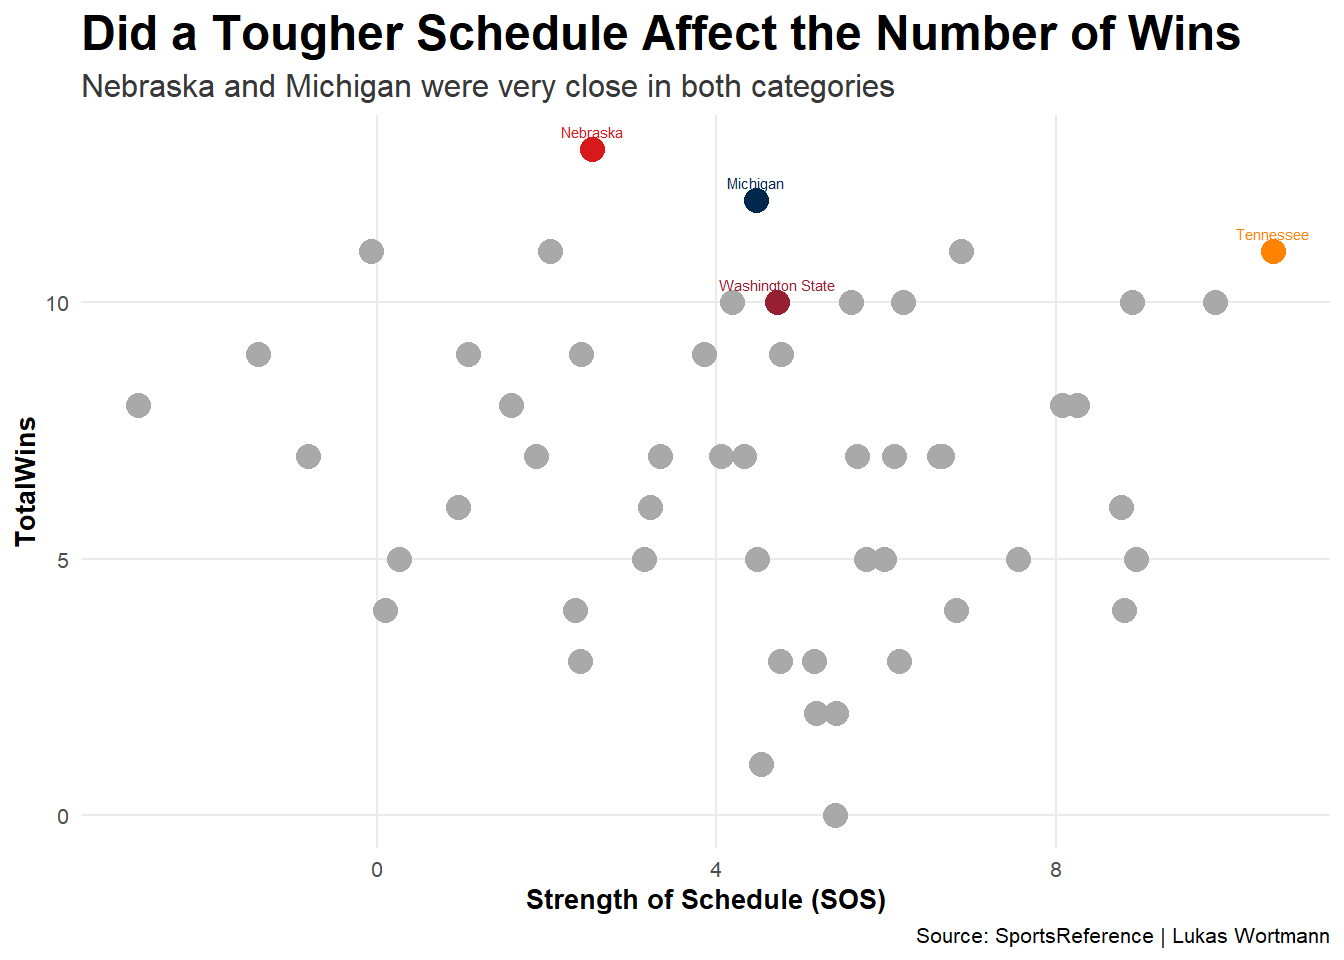 Did a Tougher Schedule Affect the Number of Wins
Nebraska and Michigan were very close in both categories
Nebraska
Michigan
Tennessee
Washington State
10
5
0
TotalWins
0 4 8
Strength of Schedule (SOS)
Source: SportsReference | Lukas Wortmann